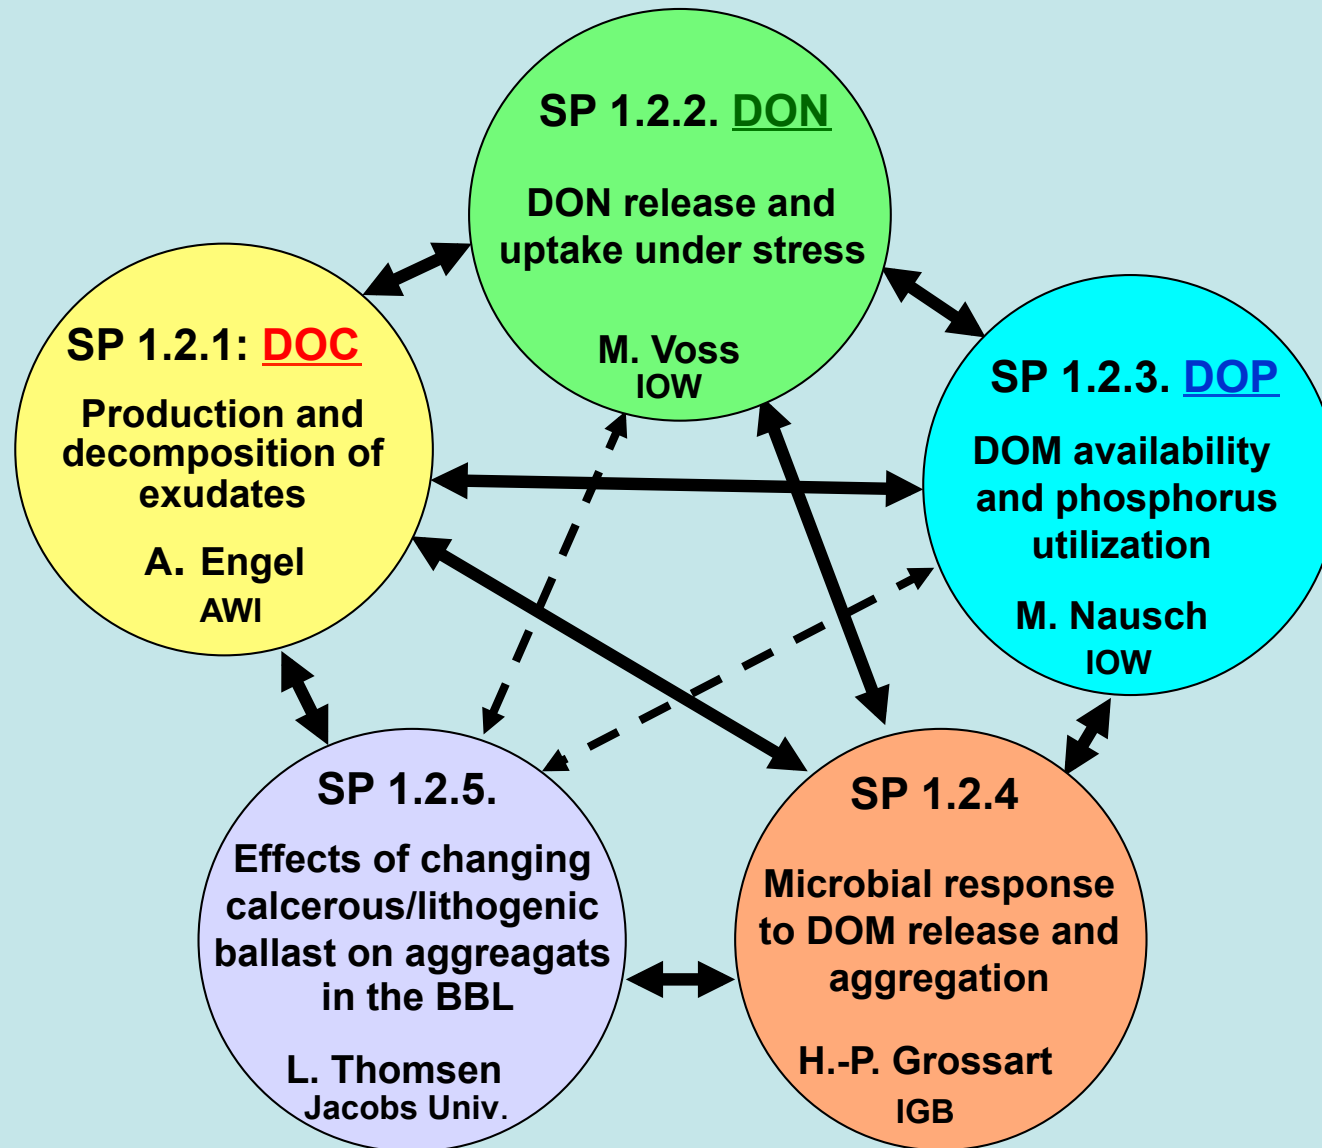 SP 1.2.2. DON
DON release and
uptake under stress
M. Voss
IOW
SP 1.2.1: DOC
Production and
decomposition of
exudates
A. Engel
AWI
SP 1.2.3. DOP
DOM availability
and phosphorus
utilization
M. Nausch
IOW
SP 1.2.5.
Effects of changing
calcerous/lithogenic
ballast on aggreagats
in the BBL
L. Thomsen
Jacobs Univ.
SP 1.2.4
Microbial response
to DOM release and
aggregation
H.-P. Grossart
IGB